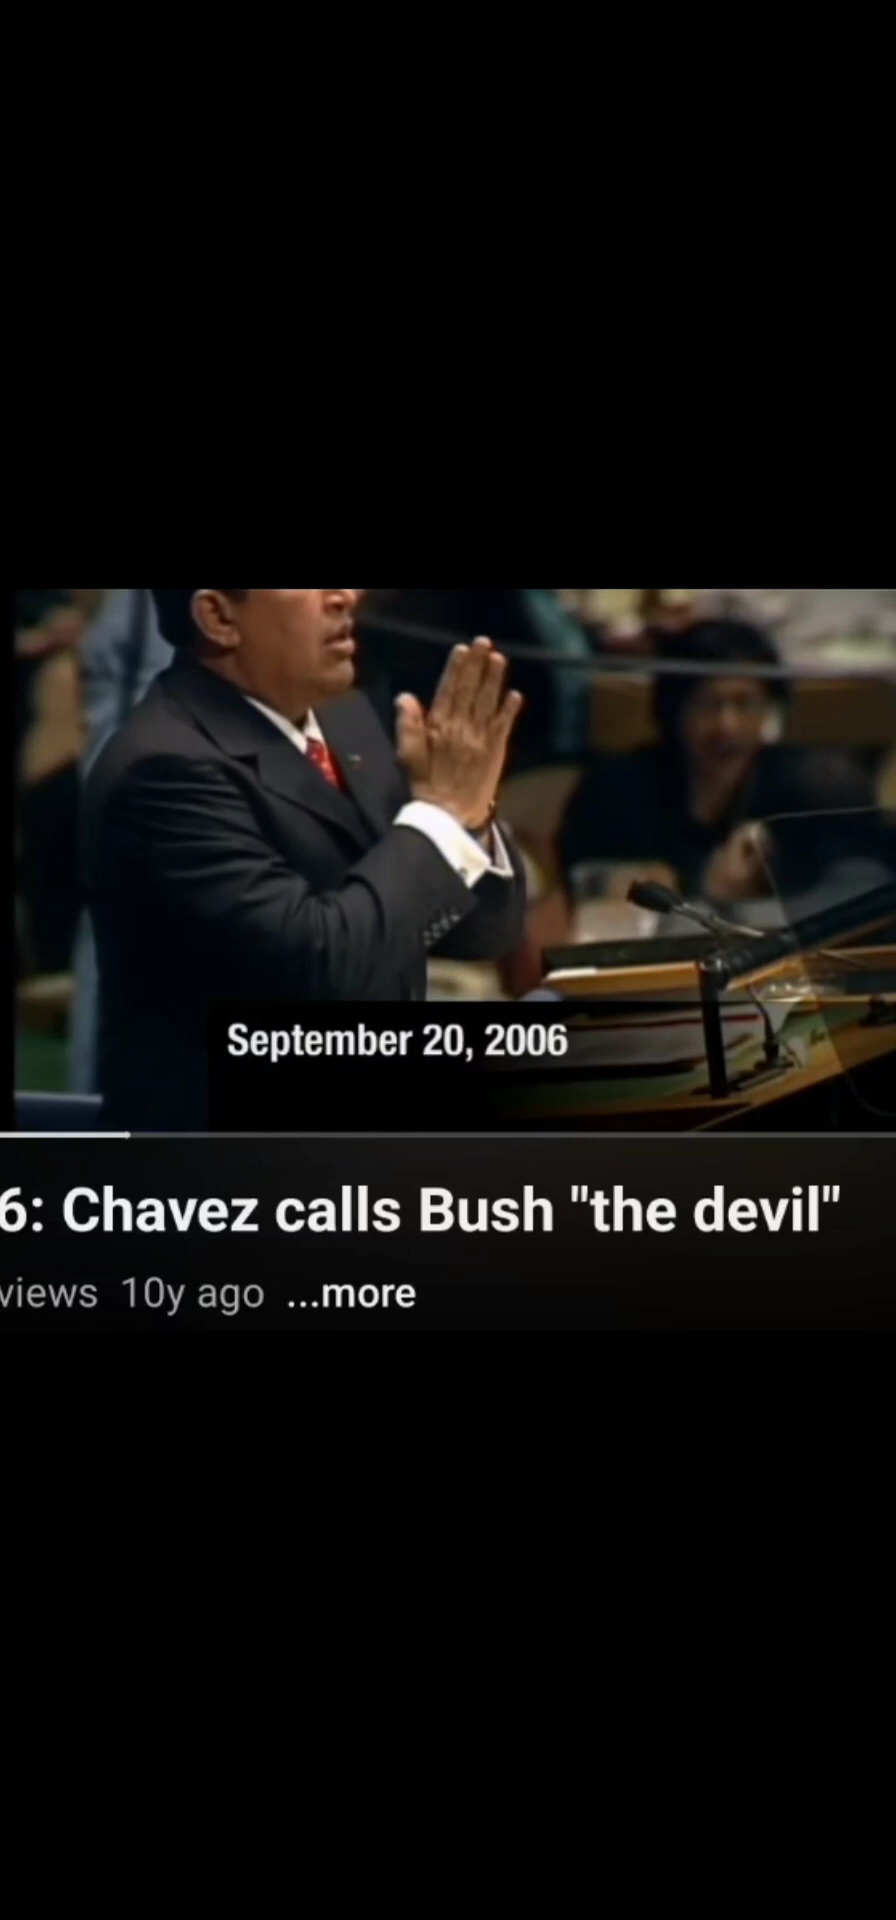 September 20, 2006
6: Chavez calls Bush "the devil"
views 10y ago ...more